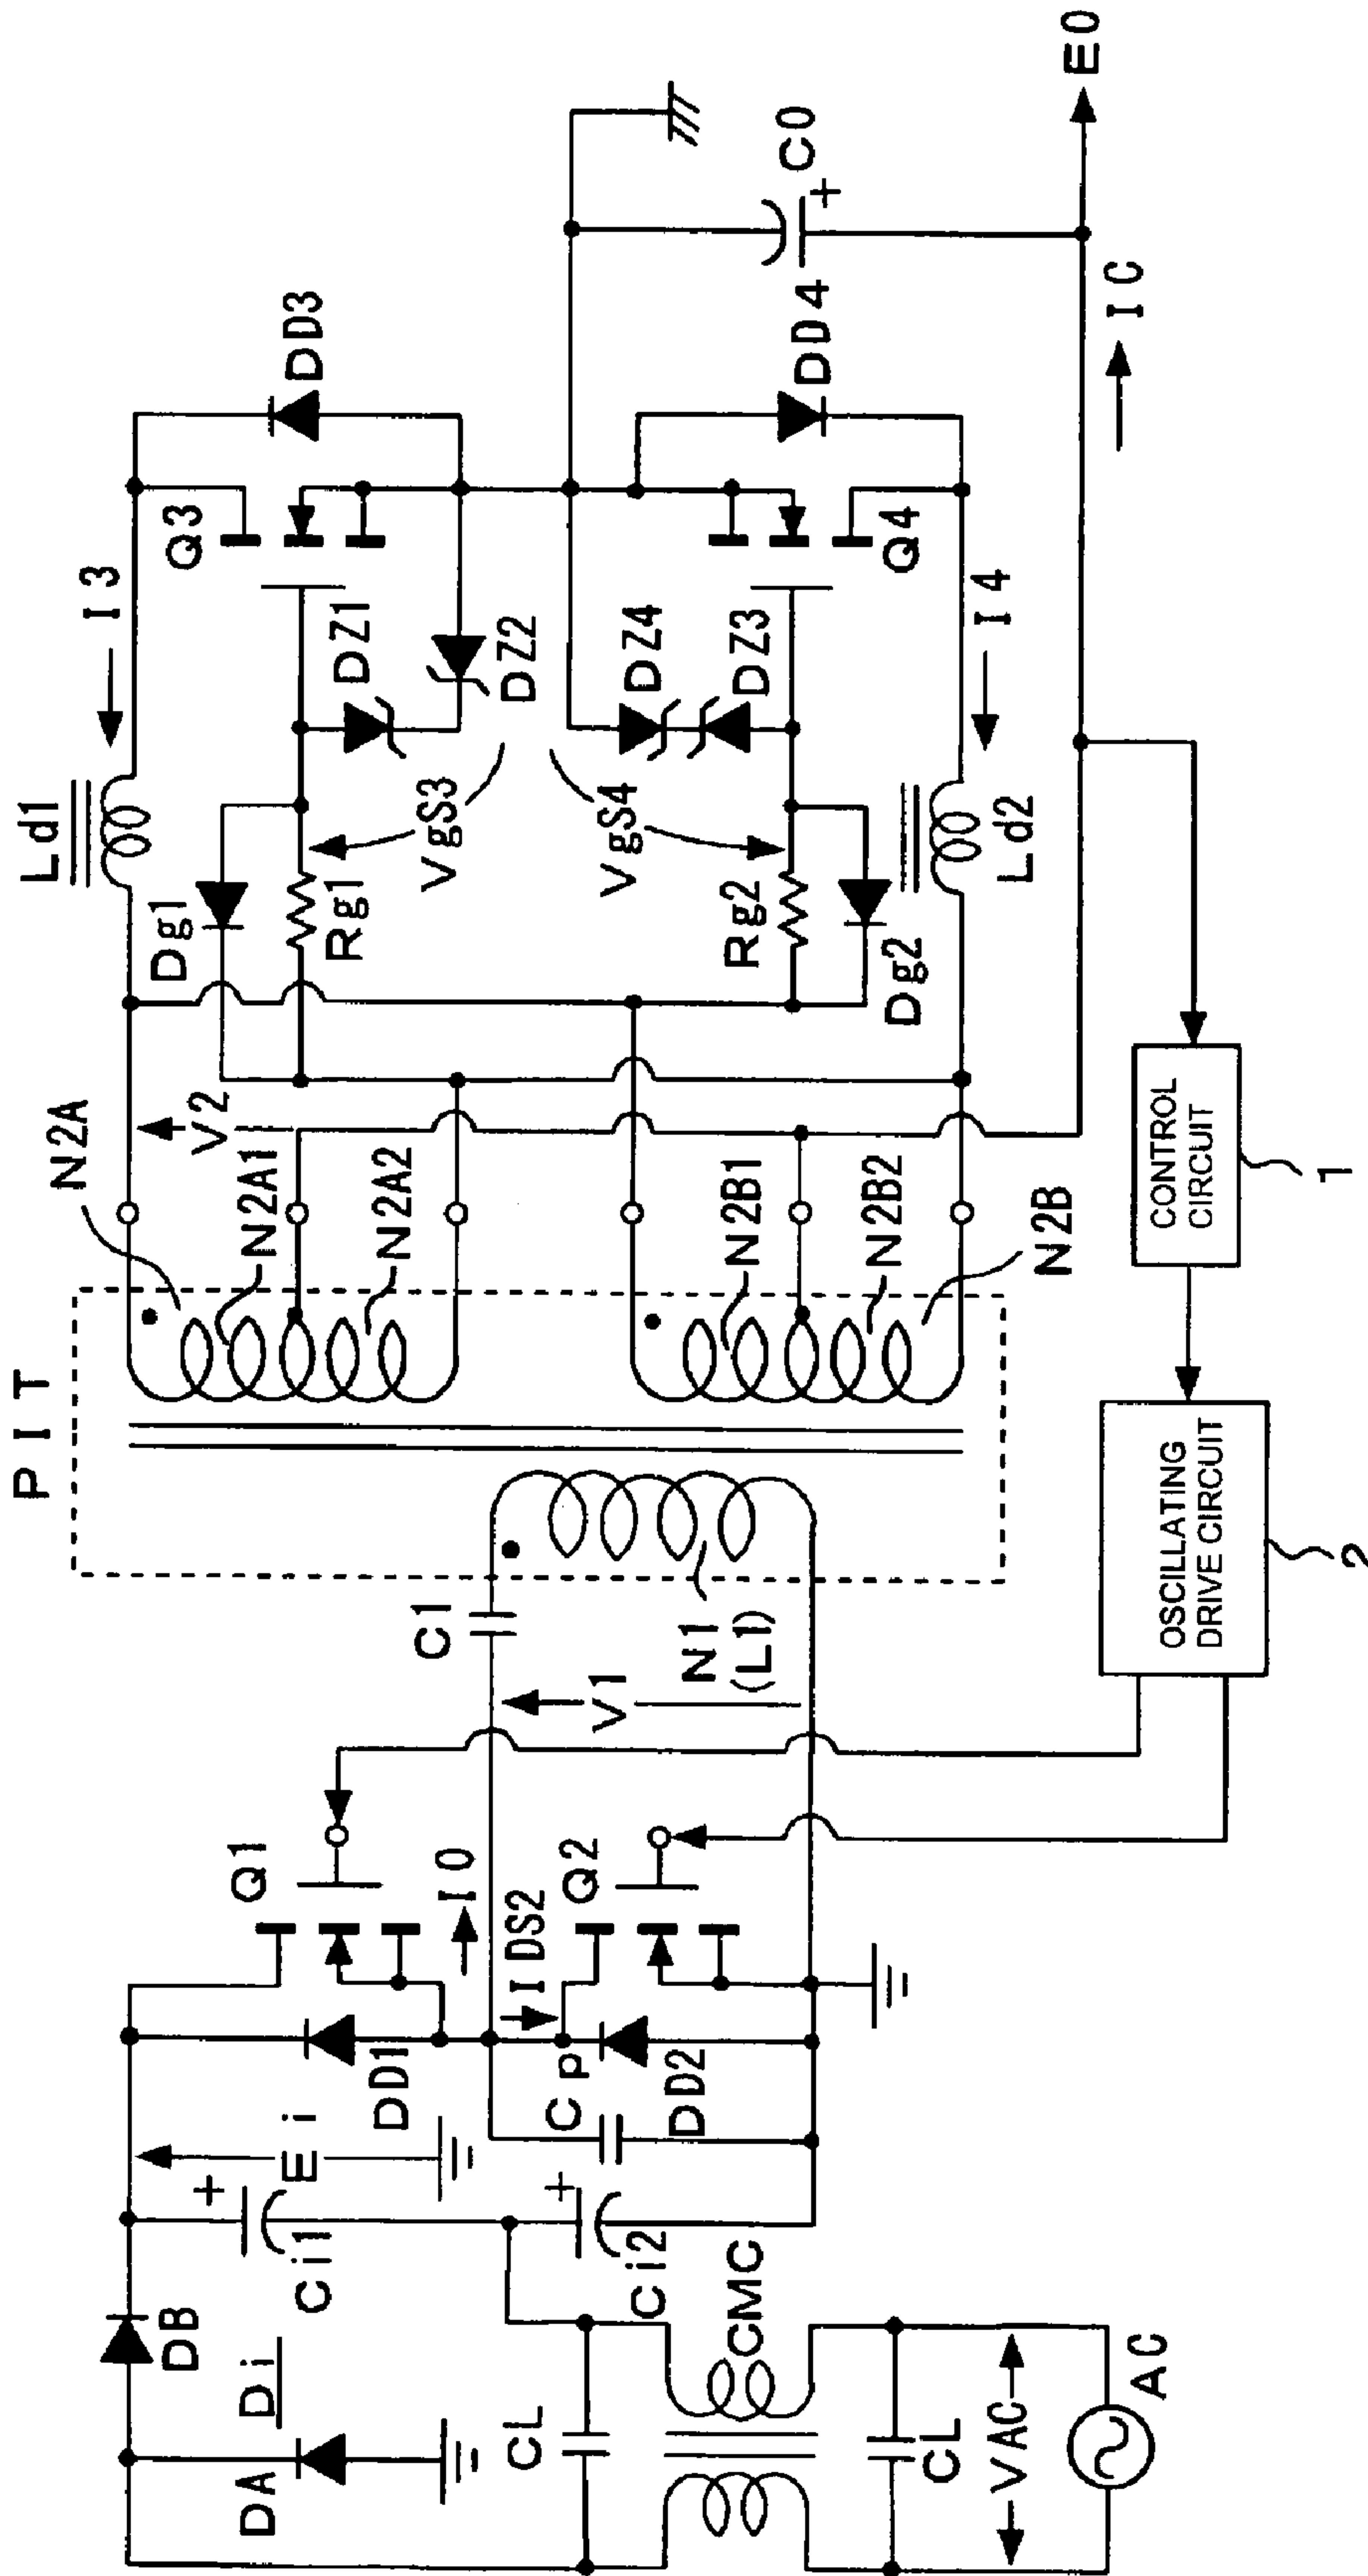 PIT
N2A
V2
N2A1
N2A2
N2B1
N2B2
N2B
Ld1
I3
Dg1
Rg1
VgS3
DZ1
DZ2
Q3
DD3
VgS4
DZ4
DZ3
Rg2
Dg2
Q4
DD4
Ld2
I4
C0
+
E0
IC
C1
V1
N1
(L1)
Q1
I0
IDS2
Q2
DD1
Cp
DD2
Ei
+
Ci1
+
Ci2
DB
Di
DA
CL
CMC
CL
VAC
AC
CONTROL
CIRCUIT
1
OSCILLATING
DRIVE CIRCUIT
2